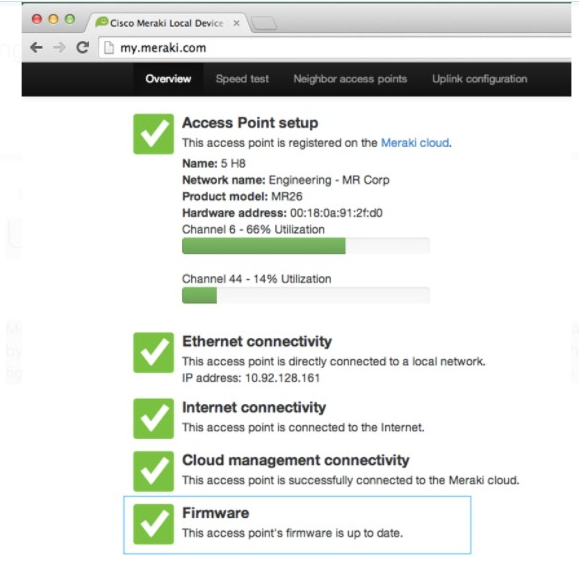 Cisco Meraki Local Device
my.meraki.com
Overview Speed test Neighbor access points Uplink configuration
Access Point setup
This access point is registered on the Meraki cloud.
Name: 5 H8
Network name: Engineering - MR Corp
Product model: MR26
Hardware address: 00:18:0a:91:2f:d0
Channel 6 - 66% Utilization
Channel 44 - 14% Utilization
Ethernet connectivity
This access point is directly connected to a local network.
IP address: 10.92.128.161
Internet connectivity
This access point is connected to the Internet.
Cloud management connectivity
This access point is successfully connected to the Meraki cloud.
Firmware
This access point's firmware is up to date.